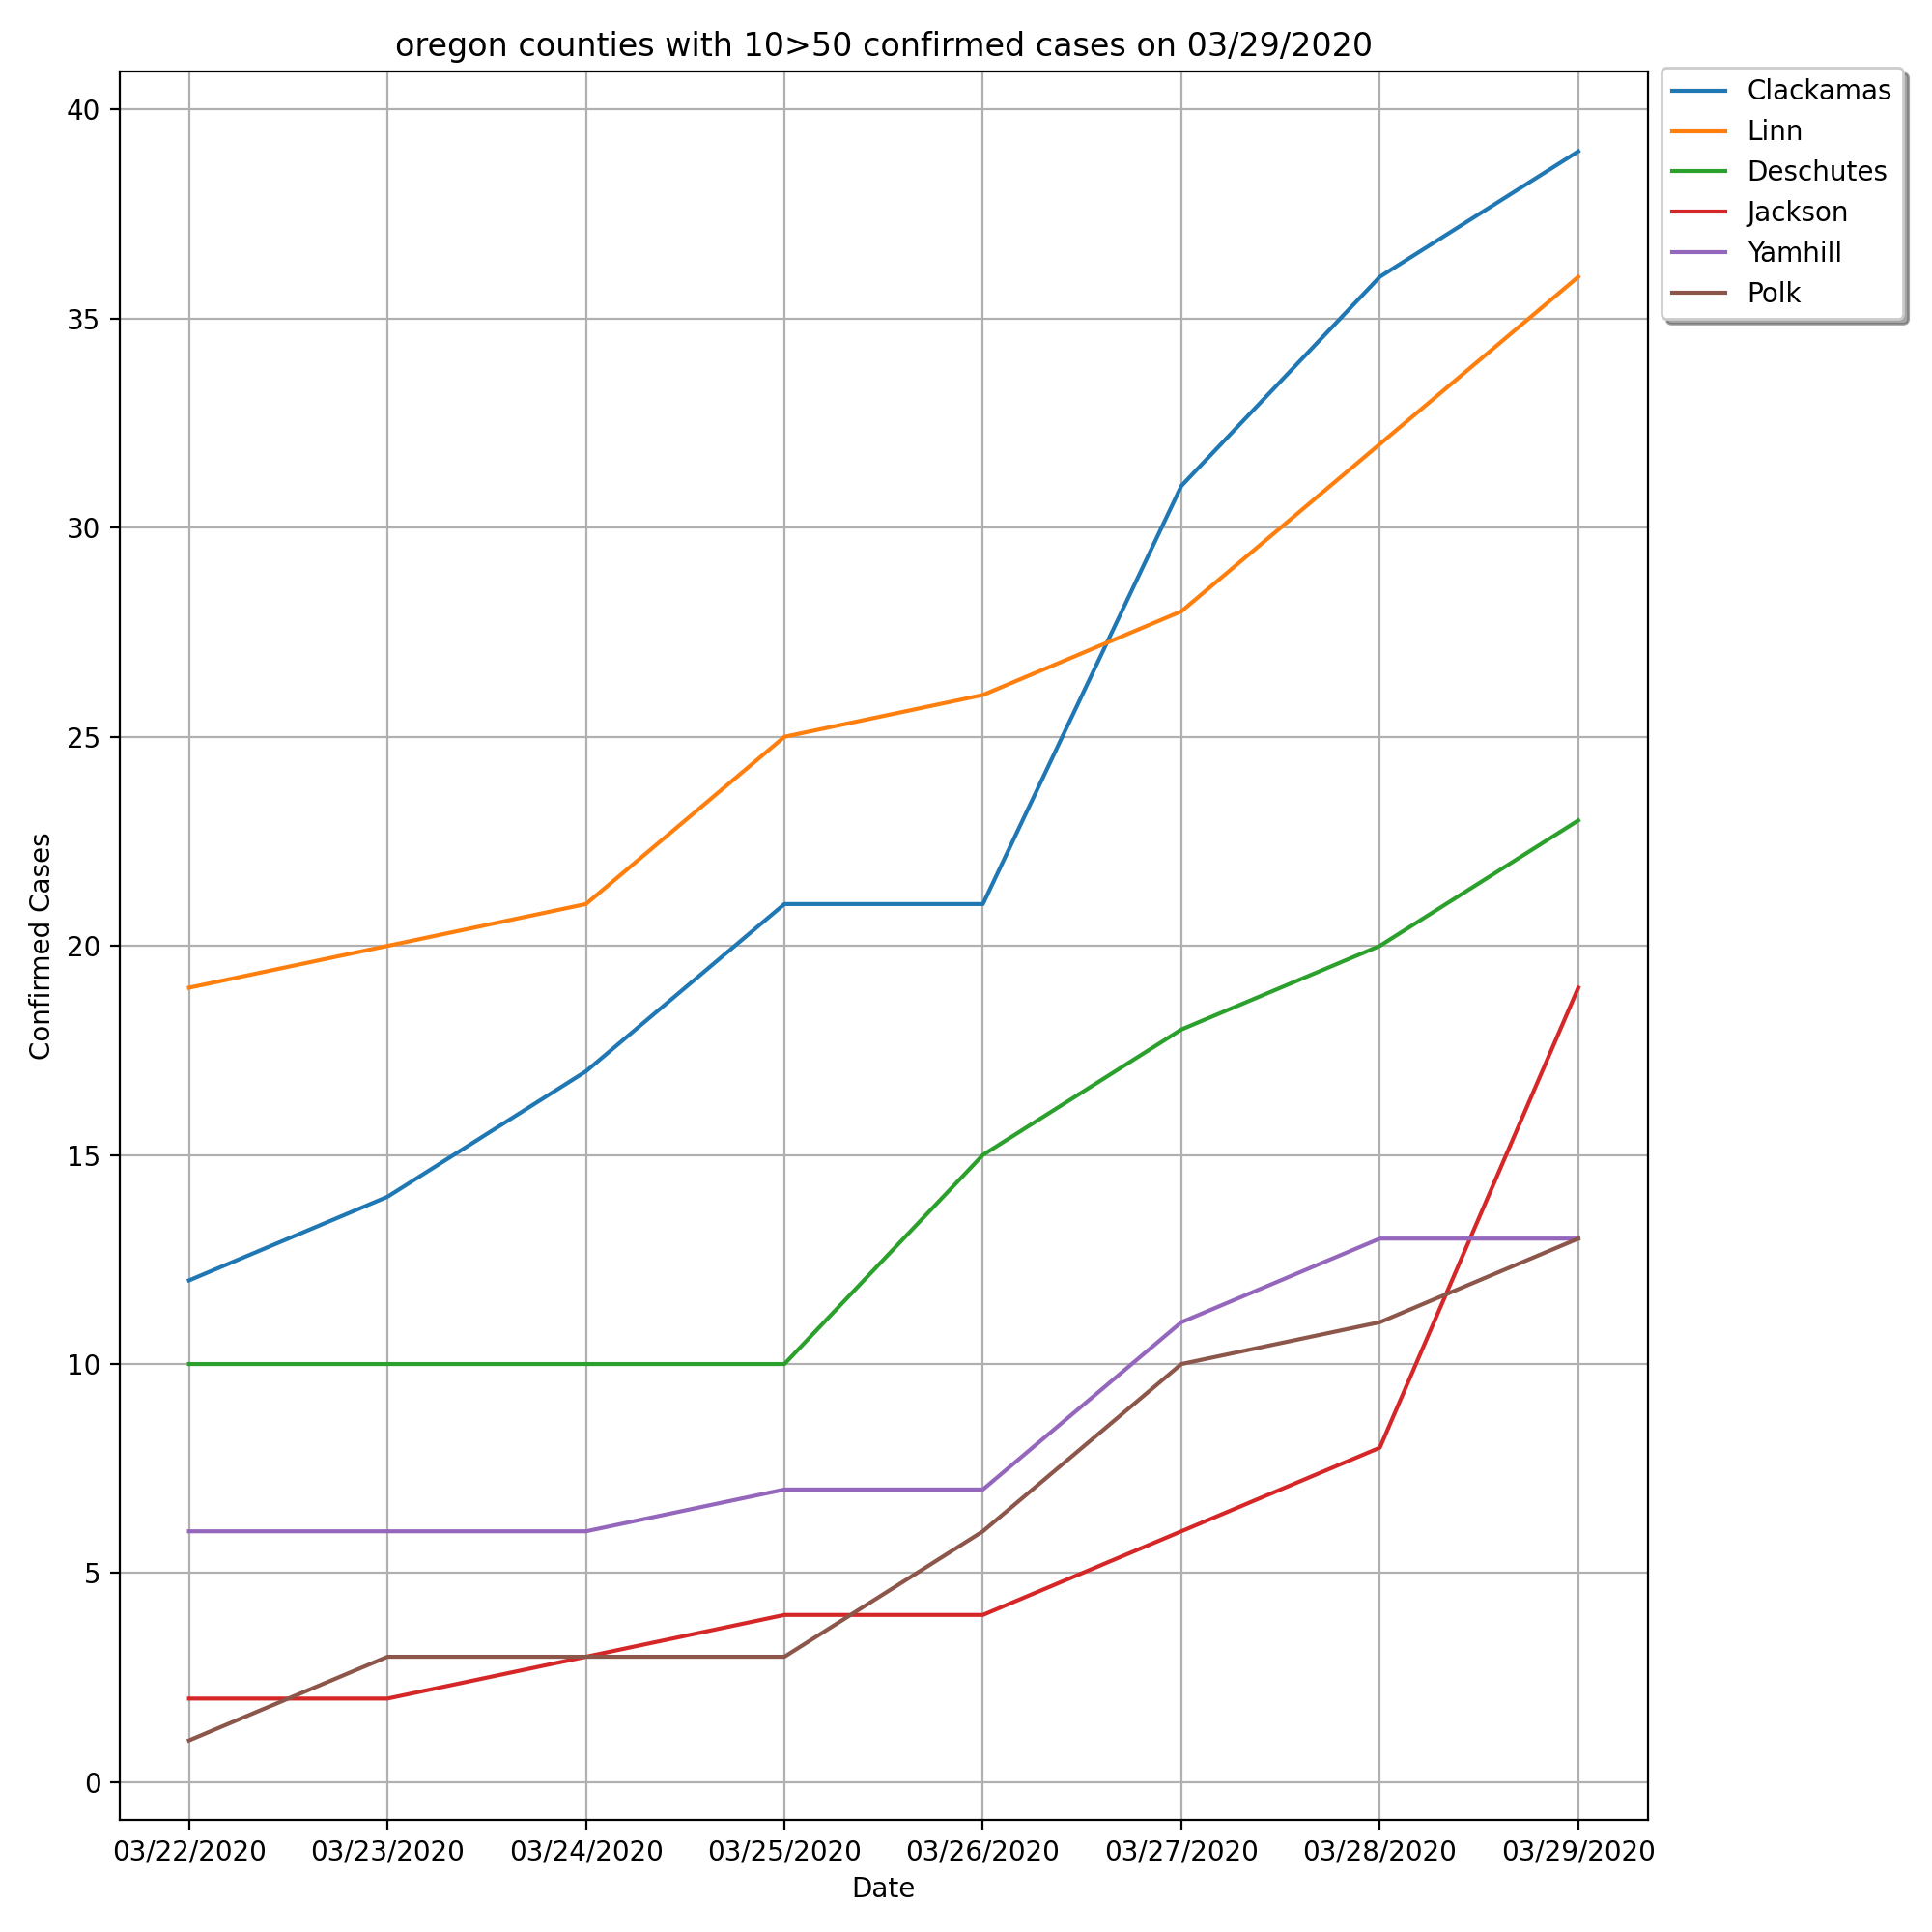 oregon counties with 10>50 confirmed cases on 03/29/2020
Clackamas
Linn
Deschutes
Jackson
Yamhill
Polk
Confirmed Cases
40
35
30
25
20
15
10
5
0
03/22/2020 03/23/2020 03/24/2020 03/25/2020 03/26/2020 03/27/2020 03/28/2020 03/29/2020
Date